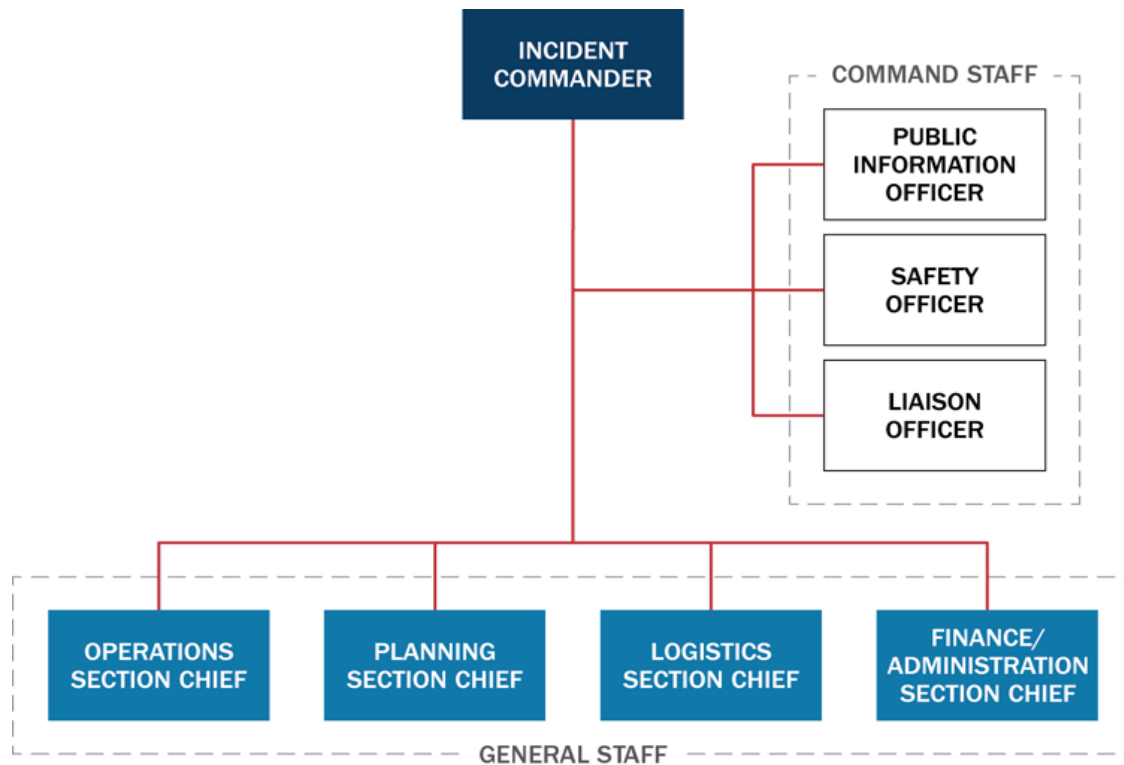 INCIDENT
COMMANDER
COMMAND STAFF
PUBLIC
INFORMATION
OFFICER
SAFETY
OFFICER
LIAISON
OFFICER
OPERATIONS
SECTION CHIEF
PLANNING
SECTION CHIEF
LOGISTICS
SECTION CHIEF
FINANCE/
ADMINISTRATION
SECTION CHIEF
GENERAL STAFF